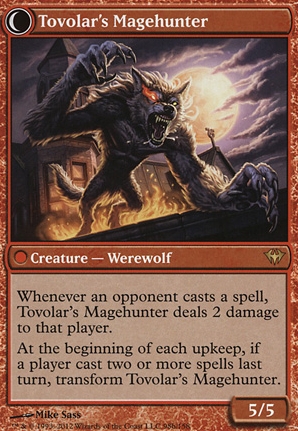 Tovolar's Magehunter
Creature — Werewolf
Whenever an opponent casts a spell,
Tovolar's Magehunter deals 2 damage
to that player.
At the beginning of each upkeep, if
a player cast two or more spells last
turn, transform Tovolar's Magehunter.
Mike Sass
5/5
Wizards of the Coast LLC